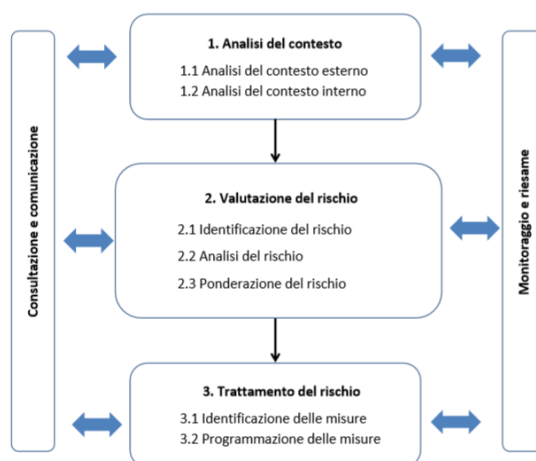 Consultazione e comunicazione
1. Analisi del contesto
1.1 Analisi del contesto esterno
1.2 Analisi del contesto interno
2. Valutazione del rischio
2.1 Identificazione del rischio
2.2 Analisi del rischio
2.3 Ponderazione del rischio
3. Trattamento del rischio
3.1 Identificazione delle misure
3.2 Programmazione delle misure
Monitoraggio e riesame